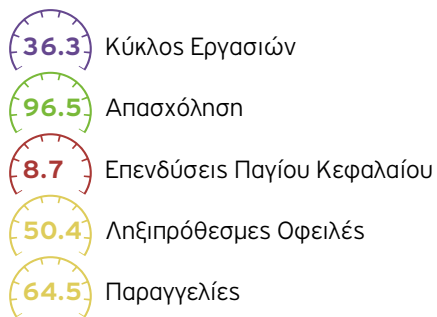 36.3 Κύκλος Εργασιών
96.5 Απασχόληση
8.7 Επενδύσεις Παγίου Κεφαλαίου
50.4 Ληξιπρόθεσμες Οφειλές
64.5 Παραγγελίες